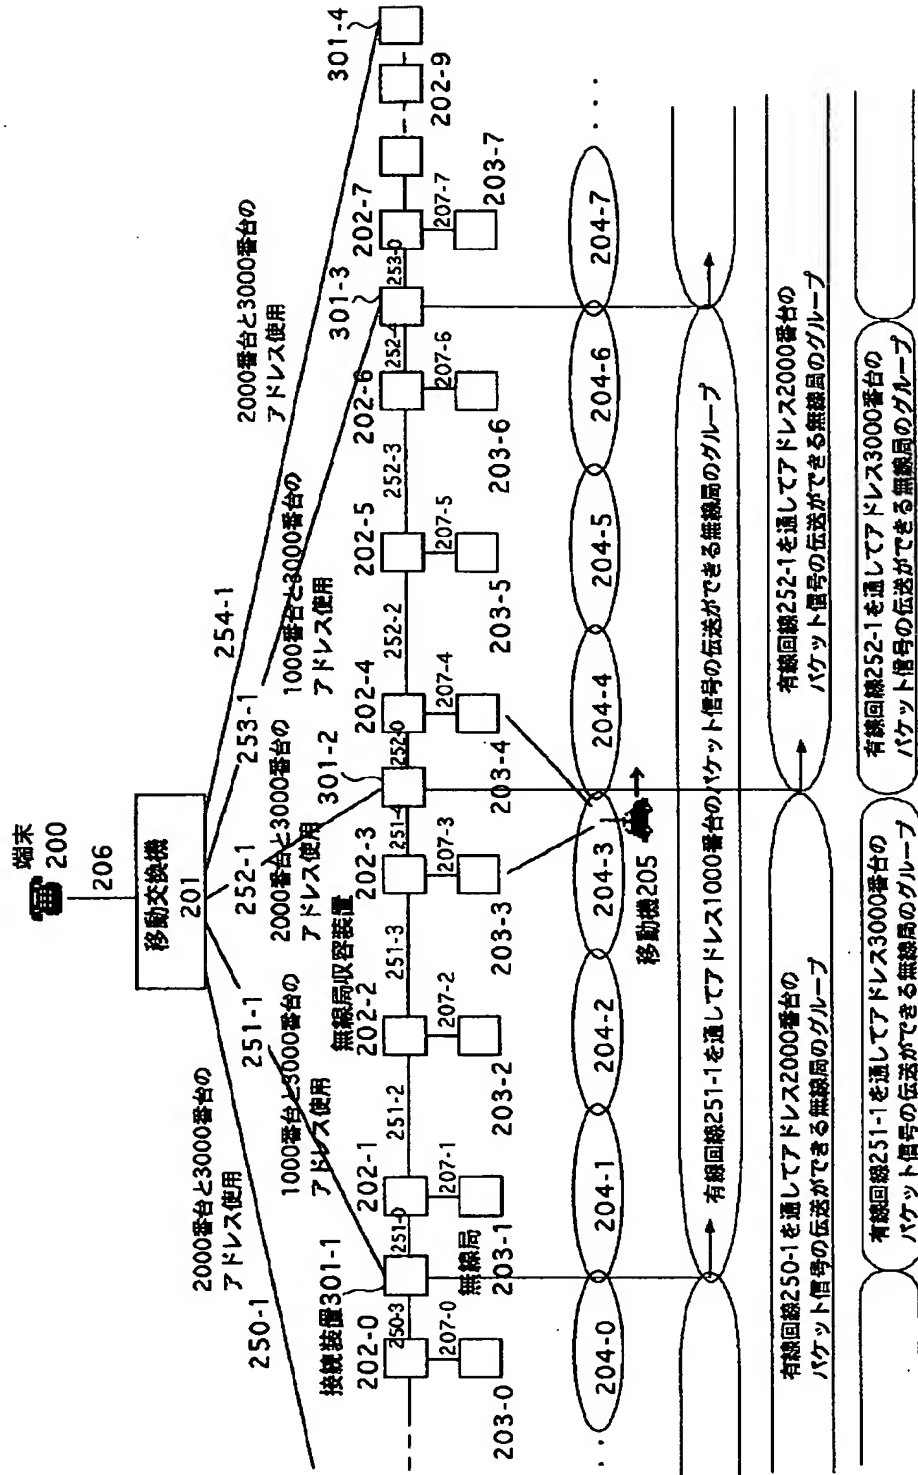 端末
200
206
移動交換機
201
250-1
251-1
252-1
253-1
254-1
2000番台と3000番台の
アドレス使用
1000番台と3000番台の
アドレス使用
2000番台と3000番台の
アドレス使用
1000番台と3000番台の
アドレス使用
2000番台と3000番台の
アドレス使用
接続装置301-1
301-2
301-3
301-4
無線局収容装置
202-0
202-1
202-2
202-3
202-4
202-5
202-6
202-7
202-9
250-3
251-0
251-2
251-3
251-4
252-0
252-2
252-3
252-4
253-0
207-0
207-1
207-2
207-3
207-4
207-5
207-6
207-7
無線局
203-0
203-1
203-2
203-3
203-4
203-5
203-6
203-7
204-0
204-1
204-2
204-3
204-4
204-5
204-6
204-7
移動機205
有線回線251-1を通してアドレス1000番台のパケット信号の伝送ができる無線局のグループ
有線回線250-1を通してアドレス2000番台の
パケット信号の伝送ができる無線局のグループ
有線回線252-1を通してアドレス2000番台の
パケット信号の伝送ができる無線局のグループ
有線回線251-1を通してアドレス3000番台の
パケット信号の伝送ができる無線局のグループ
有線回線252-1を通してアドレス3000番台の
パケット信号の伝送ができる無線局のグループ